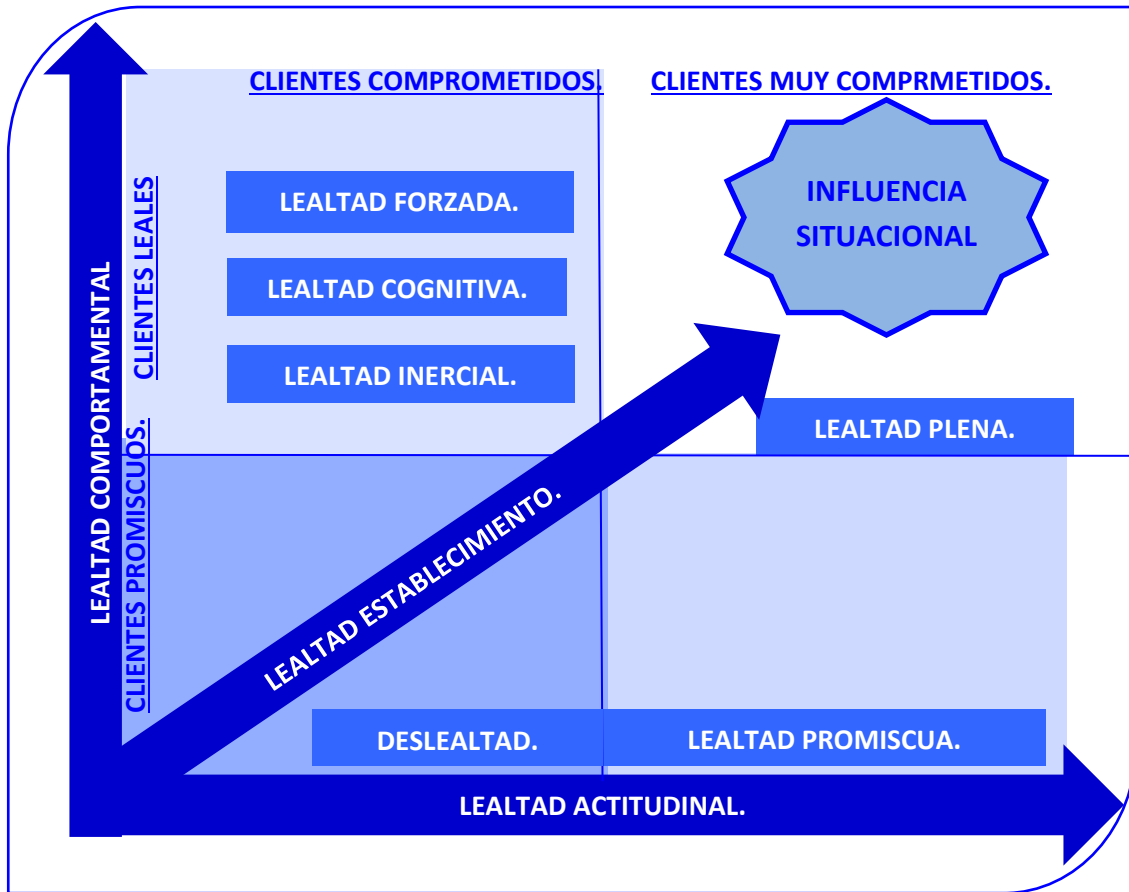 CLIENTES COMPROMETIDOS.
CLIENTES MUY COMPRMETIDOS.
LEALTAD COMPORTAMENTAL
CLIENTES LEALES
CLIENTES PROMISCUOS.
LEALTAD FORZADA.
LEALTAD COGNITIVA.
LEALTAD INERCIAL.
INFLUENCIA
SITUACIONAL
LEALTAD PLENA.
LEALTAD ESTABLECIMIENTO.
DESLEALTAD.
LEALTAD PROMISCUA.
LEALTAD ACTITUDINAL.